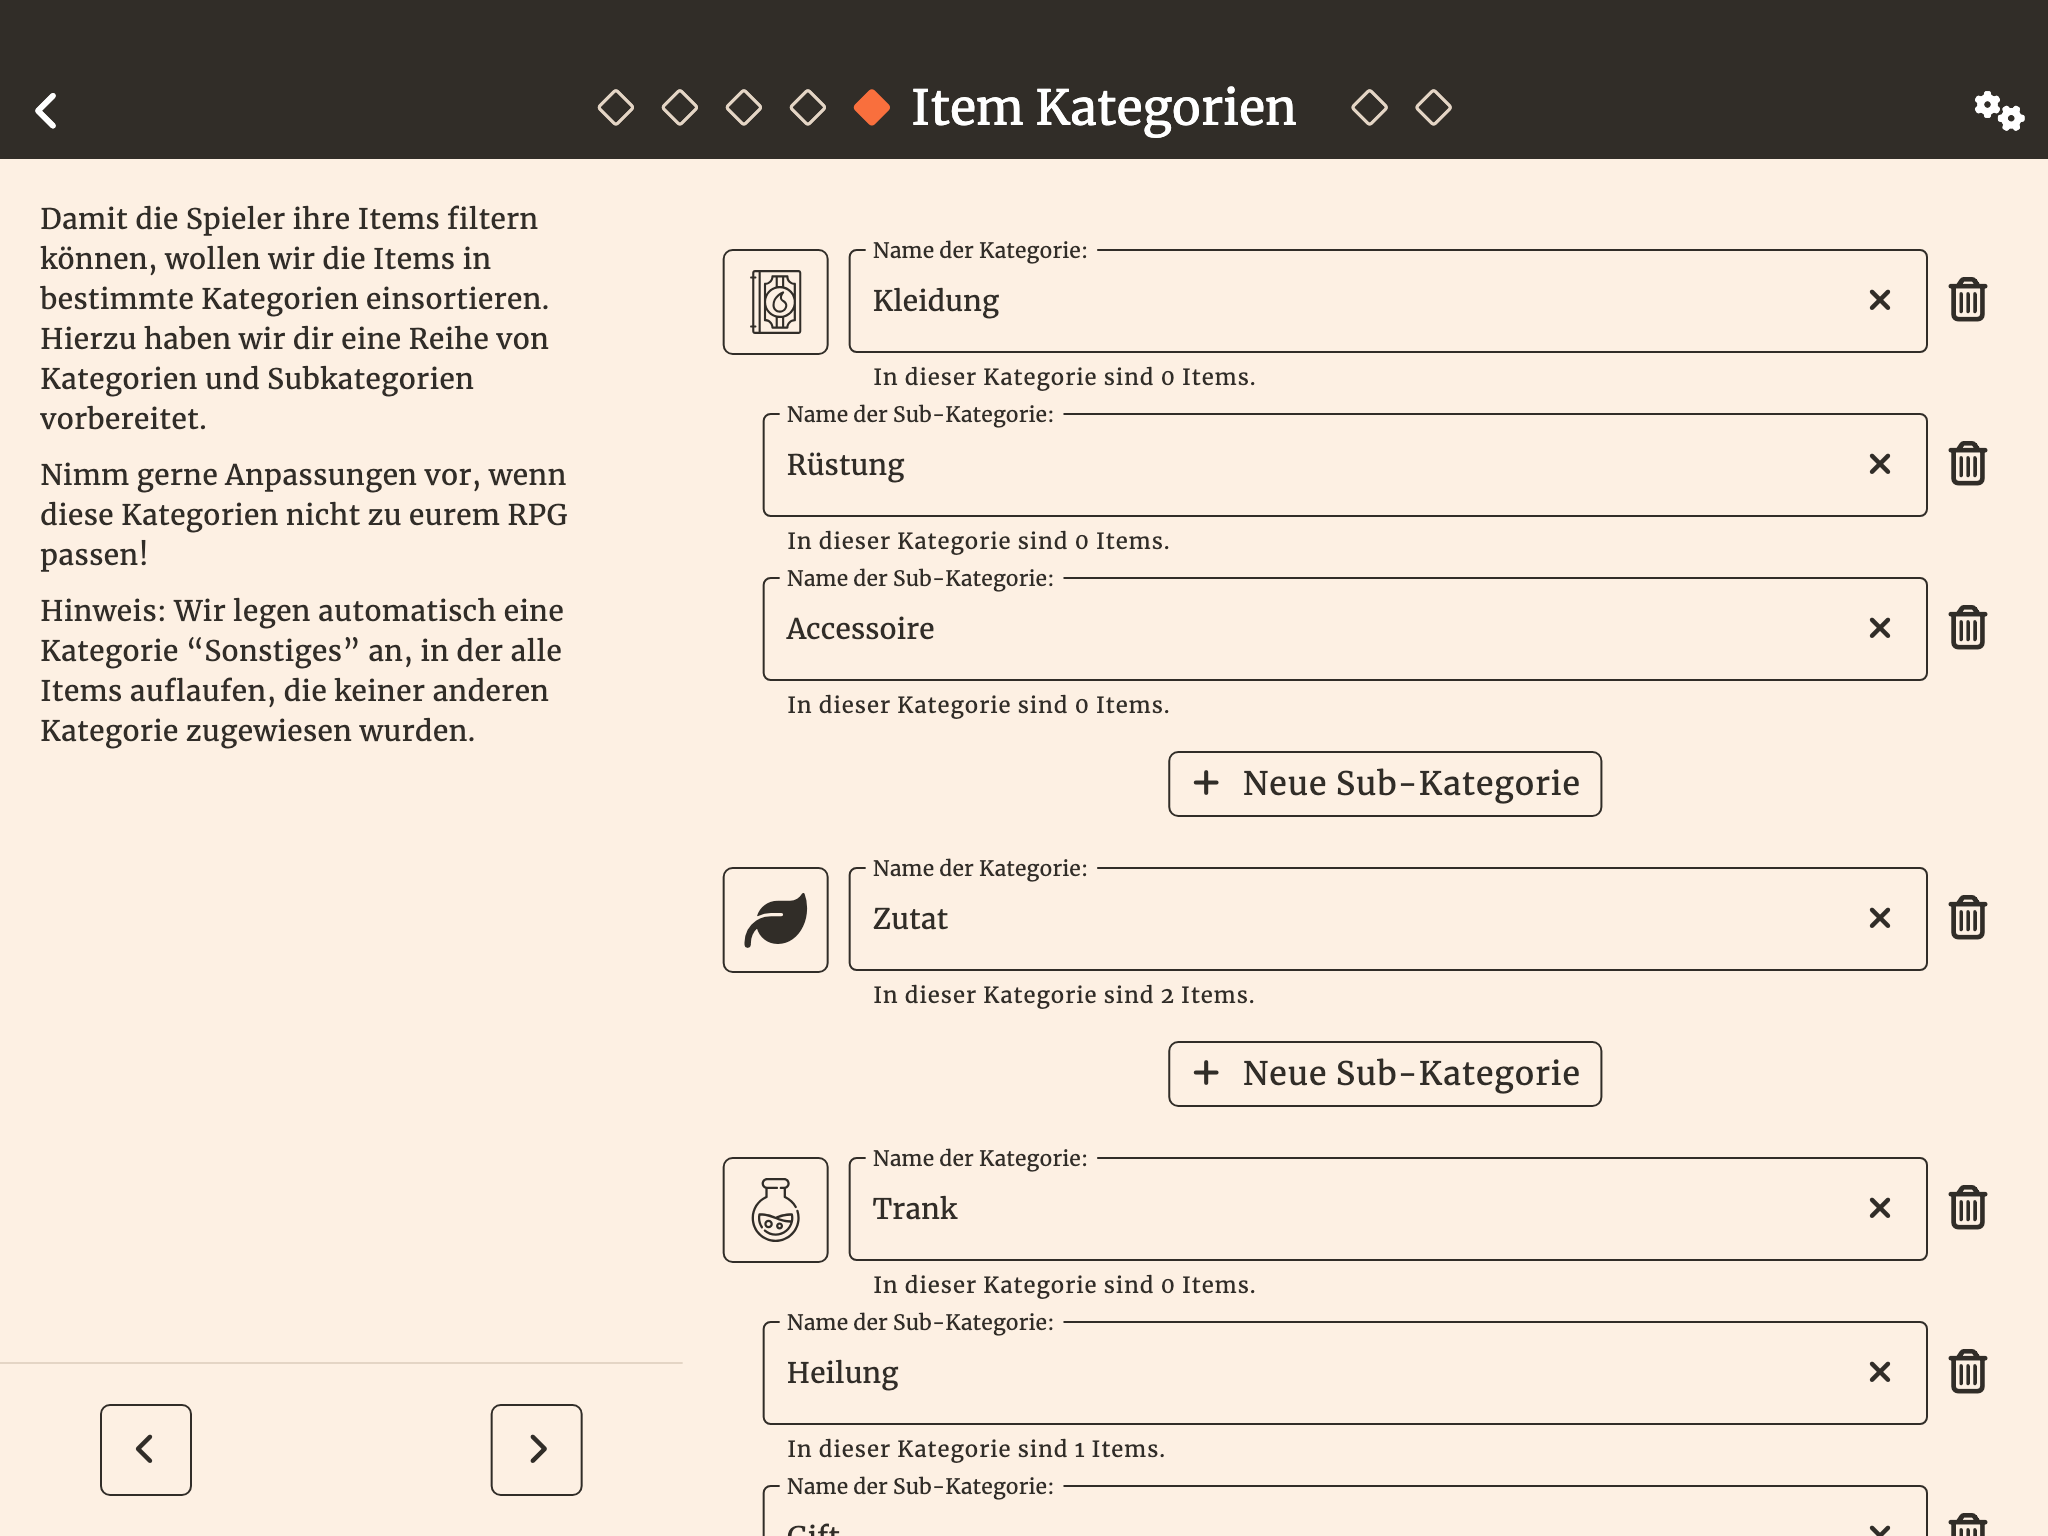 Item Kategorien
Damit die Spieler ihre Items filtern
können, wollen wir die Items in
bestimmte Kategorien einsortieren.
Hierzu haben wir dir eine Reihe von
Kategorien und Subkategorien
vorbereitet.
Nimm gerne Anpassungen vor, wenn
diese Kategorien nicht zu eurem RPG
passen!
Hinweis: Wir legen automatisch eine
Kategorie “Sonstiges” an, in der alle
Items auflaufen, die keiner anderen
Kategorie zugewiesen wurden.
Name der Kategorie:
Kleidung
In dieser Kategorie sind 0 Items.
Name der Sub-Kategorie:
Rüstung
In dieser Kategorie sind 0 Items.
Name der Sub-Kategorie:
Accessoire
In dieser Kategorie sind 0 Items.
+ Neue Sub-Kategorie
Name der Kategorie:
Zutat
In dieser Kategorie sind 2 Items.
+ Neue Sub-Kategorie
Name der Kategorie:
Trank
In dieser Kategorie sind 0 Items.
Name der Sub-Kategorie:
Heilung
In dieser Kategorie sind 1 Items.
Name der Sub-Kategorie:
Gift